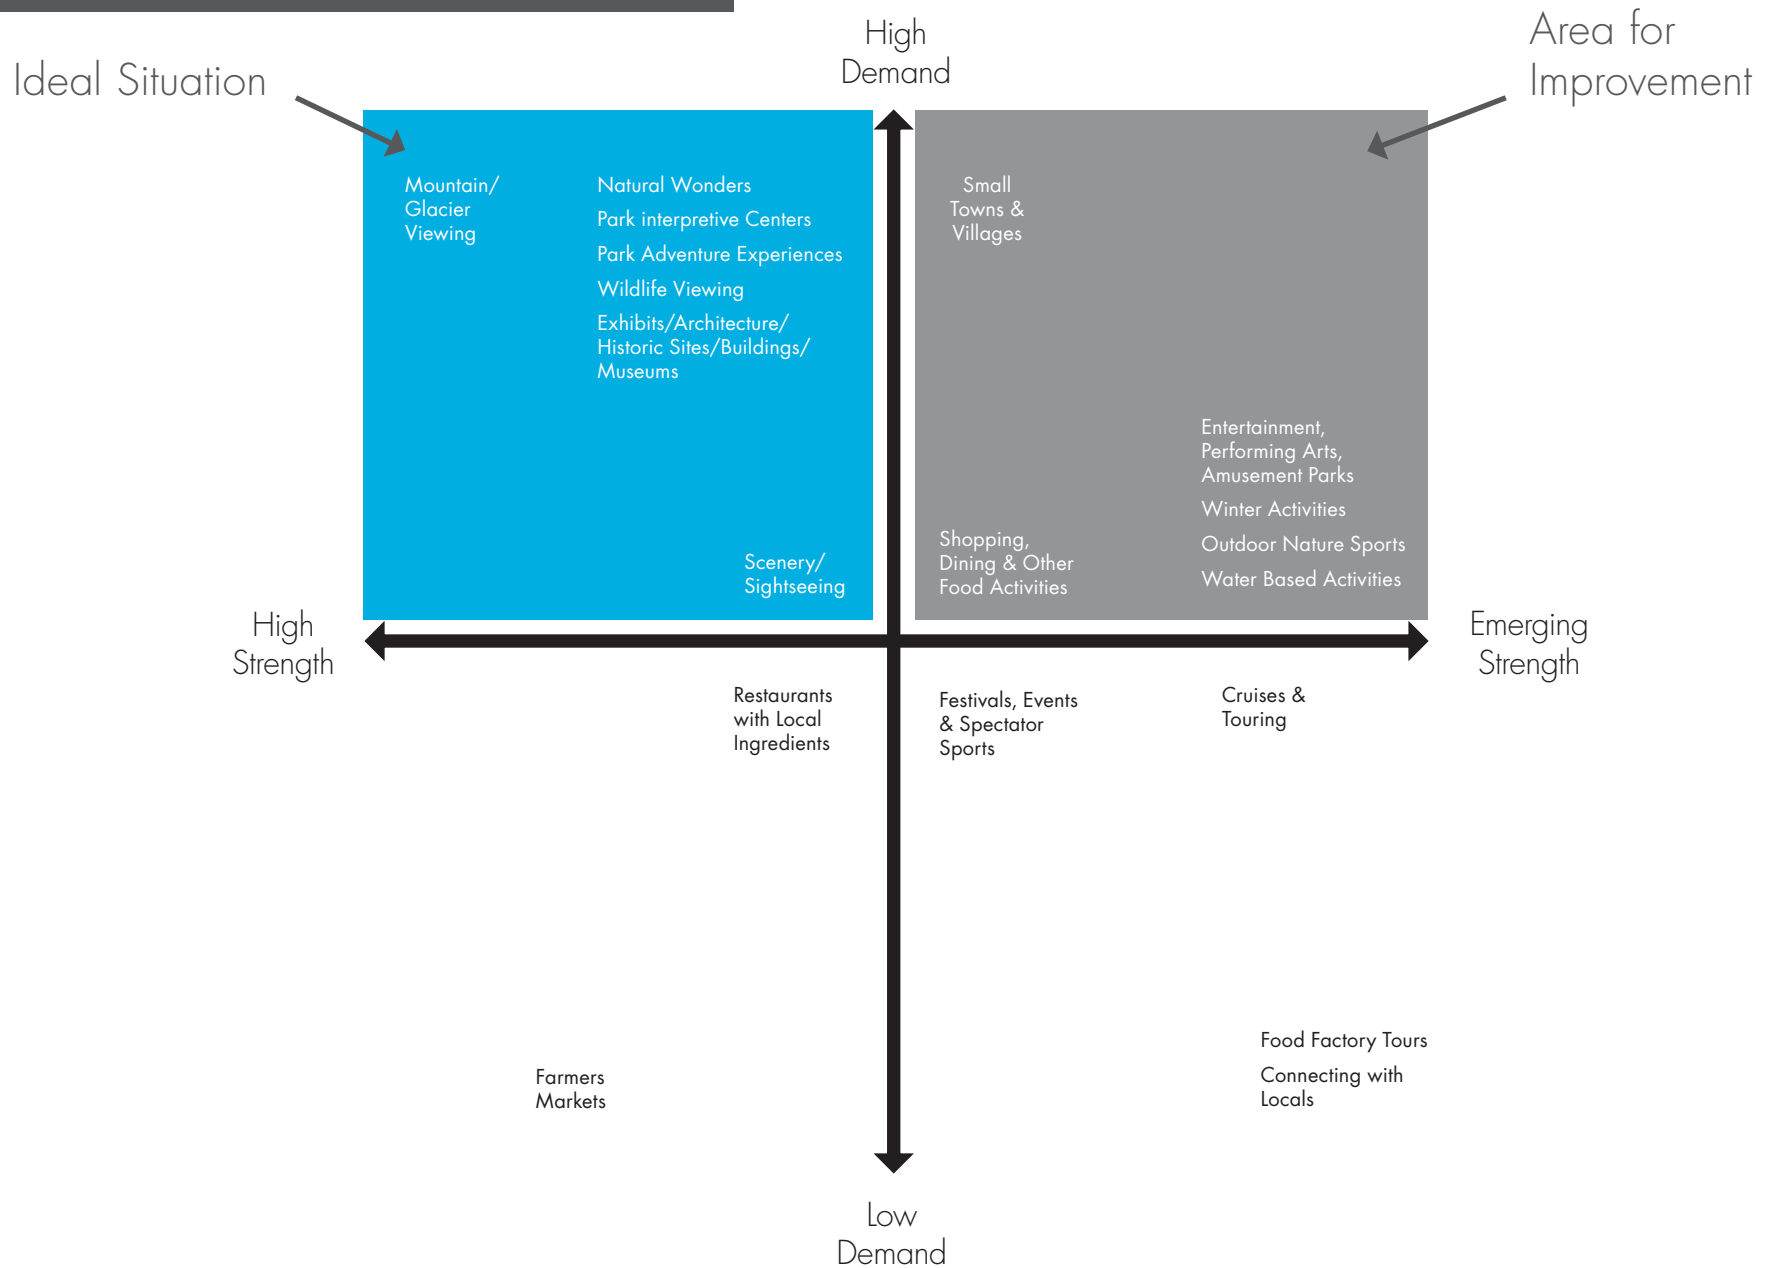 High
Demand
Ideal Situation
Area for
Improvement
Mountain/
Glacier
Viewing
Natural Wonders
Park interpretive Centers
Park Adventure Experiences
Wildlife Viewing
Exhibits/Architecture/
Historic Sites/Buildings/
Museums
Scenery/
Sightseeing
Small
Towns &
Villages
Shopping,
Dining & Other
Food Activities
Entertainment,
Performing Arts,
Amusement Parks
Winter Activities
Outdoor Nature Sports
Water Based Activities
High
Strength
Emerging
Strength
Restaurants
with Local
Ingredients
Festivals, Events
& Spectator
Sports
Cruises &
Touring
Farmers
Markets
Food Factory Tours
Connecting with
Locals
Low
Demand